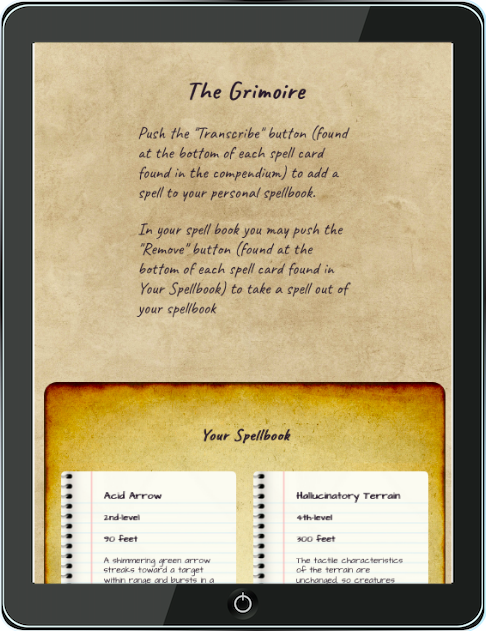 The Grimoire
Push the "Transcribe" button (found
at the bottom of each spell card
found in the compendium) to add a
spell to your personal spellbook.
In your spell book you may push the
"Remove" button (found at the
bottom of each spell card found in
Your Spellbook) to take a spell out of
your spellbook
Your Spellbook
Acid Arrow
2nd-level
90 feet
A shimmering green arrow
streaks toward a target
within range and bursts in a
Hallucinatory Terrain
4th-level
300 feet
The tactile characteristics
of the terrain are
unchanged, so creatures